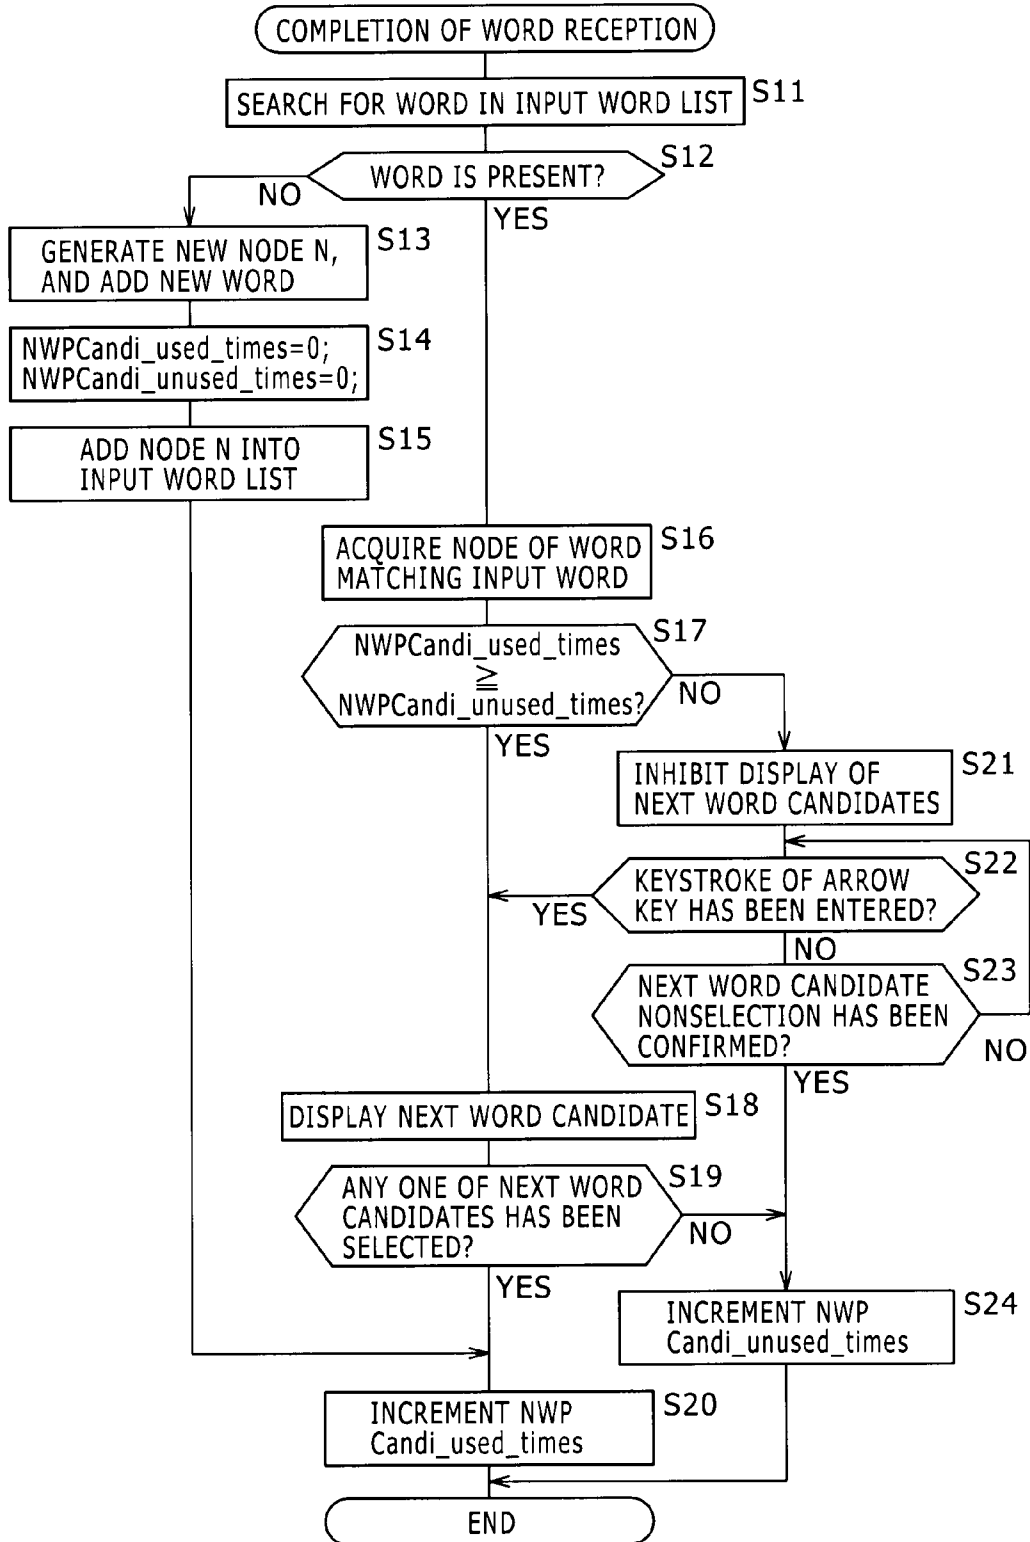 COMPLETION OF WORD RECEPTION
SEARCH FOR WORD IN INPUT WORD LIST
S11
WORD IS PRESENT?
S12
NO
YES
GENERATE NEW NODE N,
AND ADD NEW WORD
S13
NWPCandi_used_times=0;
NWPCandi_unused_times=0;
S14
ADD NODE N INTO
INPUT WORD LIST
S15
ACQUIRE NODE OF WORD
MATCHING INPUT WORD
S16
NWPCandi_used_times
≧
NWPCandi_unused_times?
S17
NO
YES
INHIBIT DISPLAY OF
NEXT WORD CANDIDATES
S21
KEYSTROKE OF ARROW
KEY HAS BEEN ENTERED?
S22
YES
NO
NEXT WORD CANDIDATE
NONSELECTION HAS BEEN
CONFIRMED?
S23
NO
YES
DISPLAY NEXT WORD CANDIDATE
S18
ANY ONE OF NEXT WORD
CANDIDATES HAS BEEN
SELECTED?
S19
NO
YES
INCREMENT NWP
Candi_unused_times
S24
INCREMENT NWP
Candi_used_times
S20
END